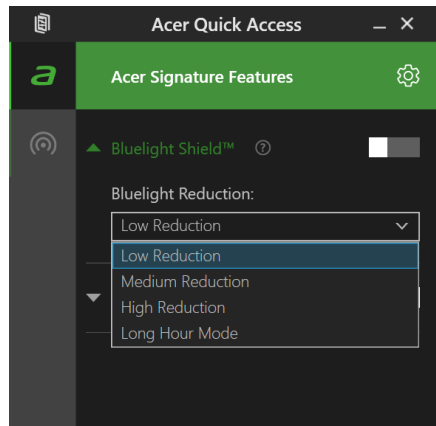 Acer Quick Access
a
Acer Signature Features
Bluelight Shield™ ?
Bluelight Reduction:
Low Reduction
Low Reduction
Medium Reduction
High Reduction
Long Hour Mode